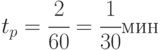 t_p = 2/60 = 1/30 мин